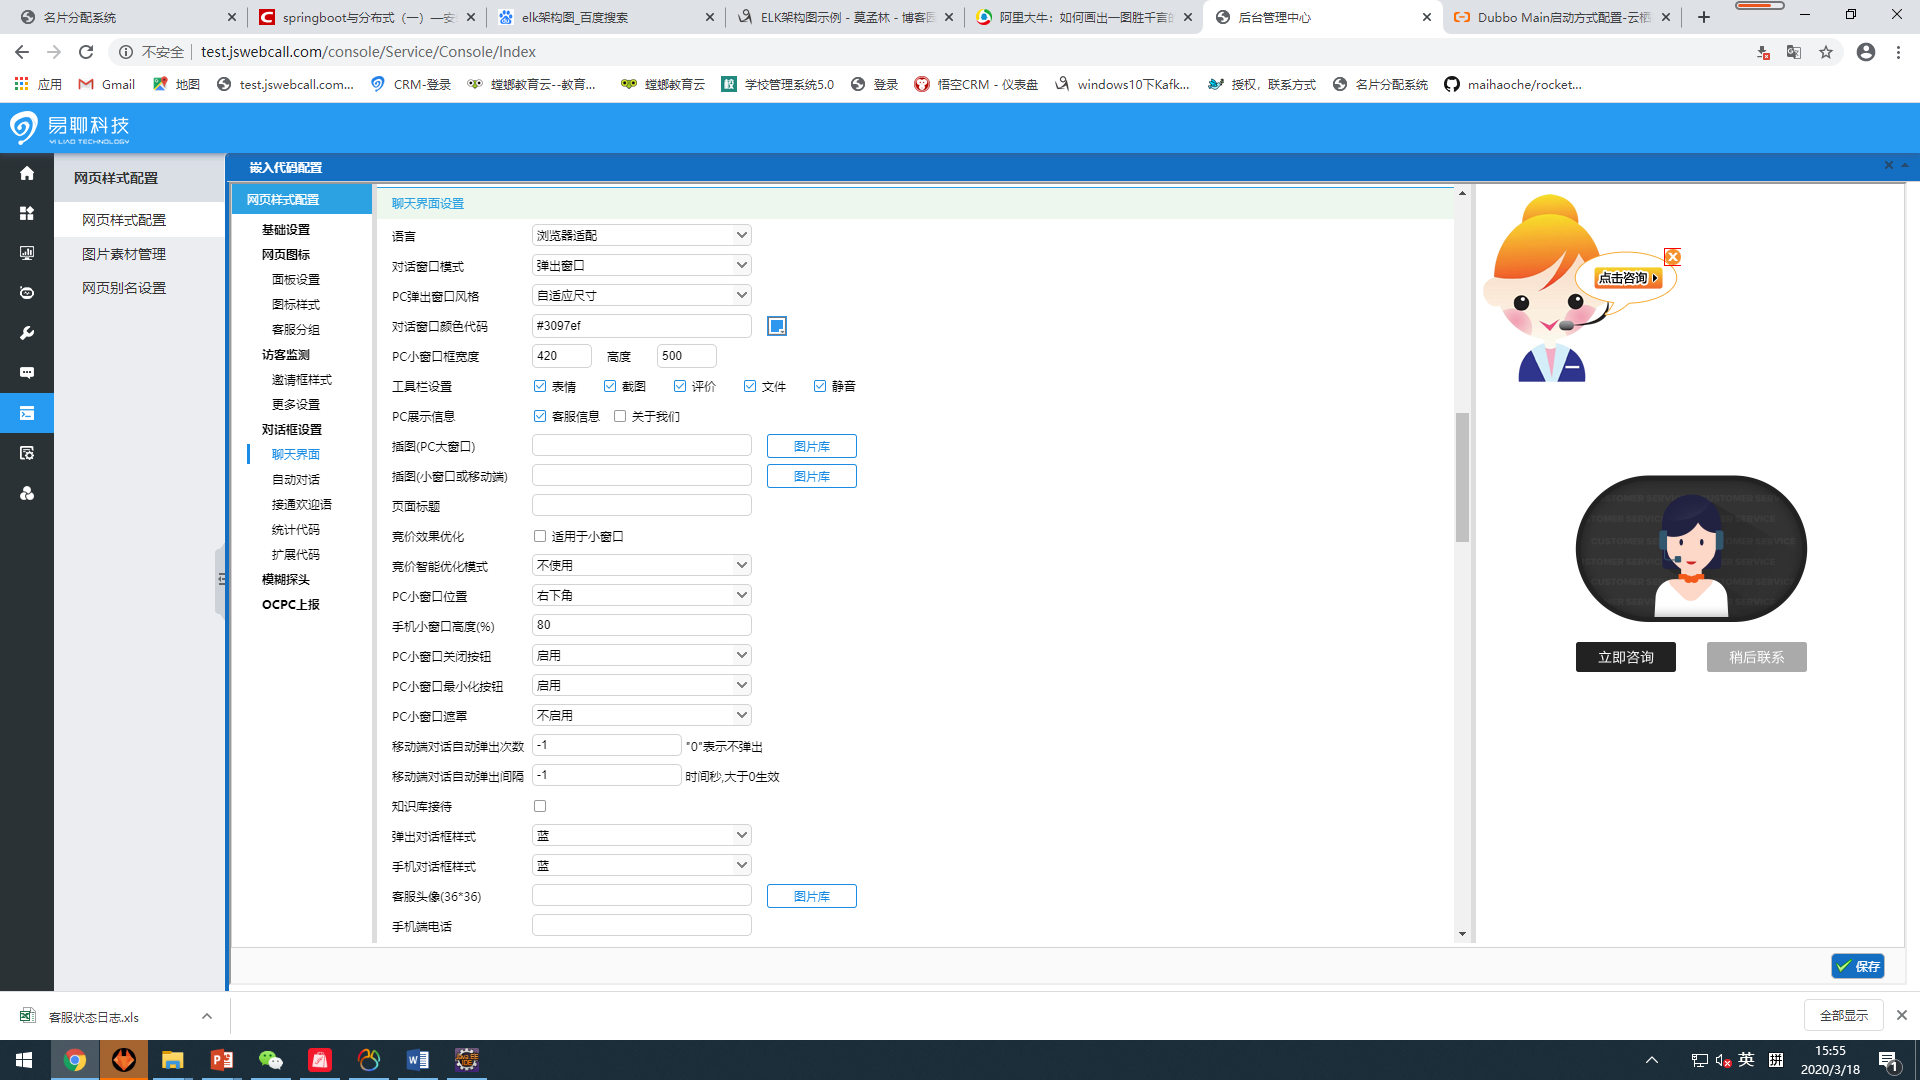 名片分配系统
springboot与分布式（一）—安
elk架构图_百度搜索
ELK架构图示例 - 莫孟林 - 博客园
阿里大牛：如何画出一图胜千言的
后台管理中心
Dubbo Main启动方式配置-云栖
不安全
test.jswebcall.com/console/Service/Console/Index
应用
Gmail
地图
test.jswebcall.com...
CRM-登录
螳螂教育云--教育...
螳螂教育云
学校管理系统5.0
登录
悟空CRM - 仪表盘
windows10下Kafk...
授权，联系方式
名片分配系统
maihaoche/rocket...
易聊科技
YI LIAO TECHNOLOGY
网页样式配置
网页样式配置
图片素材管理
网页别名设置
嵌入代码配置
网页样式配置
基础设置
网页图标
面板设置
图标样式
客服分组
访客监测
邀请框样式
更多设置
对话框设置
聊天界面
自动对话
接通欢迎语
统计代码
扩展代码
模糊探头
OCPC上报
聊天界面设置
语言 浏览器适配
对话窗口模式 弹出窗口
PC弹出窗口风格 自适应尺寸
对话窗口颜色代码 #3097ef
PC小窗口框宽度 420 高度 500
工具栏设置 表情 截图 评价 文件 静音
PC展示信息 客服信息 关于我们
插图(PC大窗口) 图片库
插图(小窗口或移动端) 图片库
页面标题
竞价效果优化 适用于小窗口
竞价智能优化模式 不使用
PC小窗口位置 右下角
手机小窗口高度(%) 80
PC小窗口关闭按钮 启用
PC小窗口最小化按钮 启用
PC小窗口遮罩 不启用
移动端对话自动弹出次数 -1 "0"表示不弹出
移动端对话自动弹出间隔 -1 时间秒,大于0生效
知识库接待
弹出对话框样式 蓝
手机对话框样式 蓝
客服头像(36*36) 图片库
手机端电话
点击咨询
CUSTOMER SERVICE
立即咨询 稍后联系
保存
客服状态日志.xls
全部显示
英
拼
15:55
2020/3/18
1